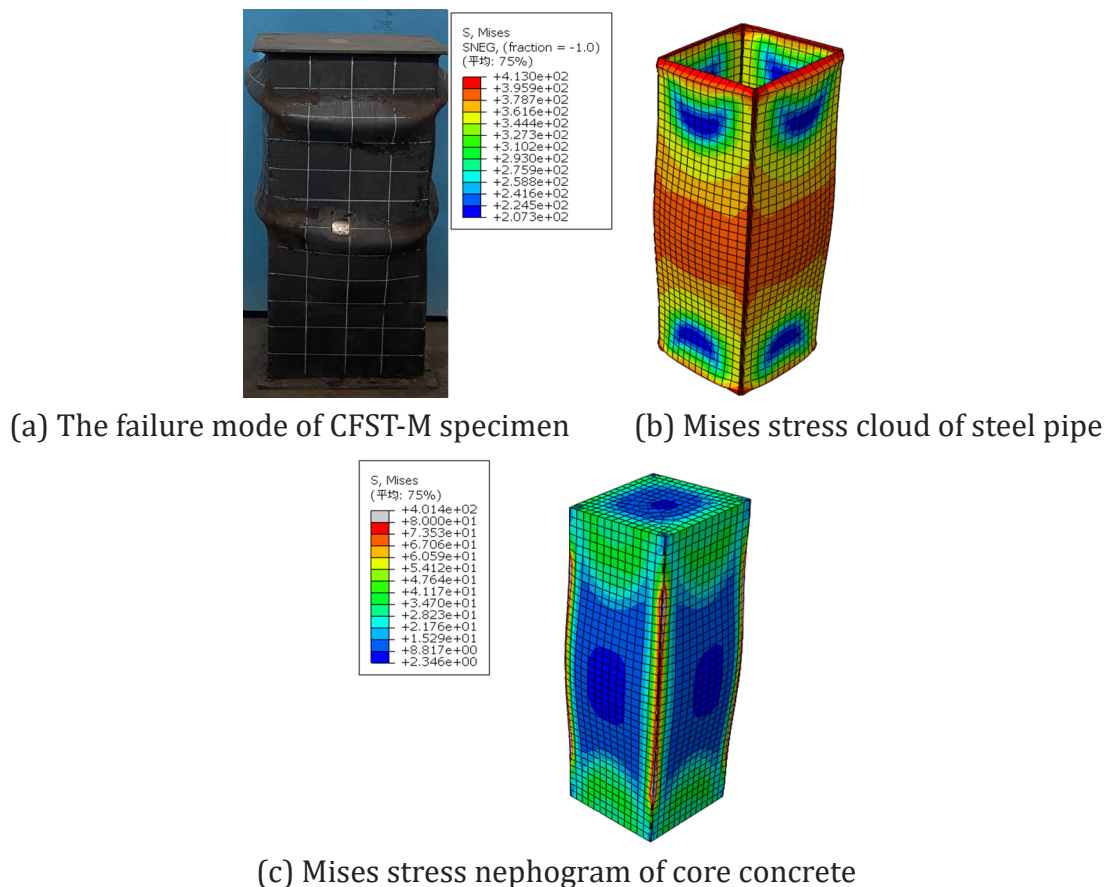 S, Mises
SNEG, (fraction = -1.0)
(平均: 75%)
+4.130e+02
+3.959e+02
+3.787e+02
+3.616e+02
+3.444e+02
+3.273e+02
+3.102e+02
+2.930e+02
+2.759e+02
+2.588e+02
+2.416e+02
+2.245e+02
+2.073e+02
(a) The failure mode of CFST-M specimen
(b) Mises stress cloud of steel pipe
S, Mises
(平均: 75%)
+4.014e+02
+8.000e+01
+7.353e+01
+6.706e+01
+6.059e+01
+5.412e+01
+4.764e+01
+4.117e+01
+3.470e+01
+2.823e+01
+2.176e+01
+1.529e+01
+8.817e+00
+2.346e+00
(c) Mises stress nephogram of core concrete